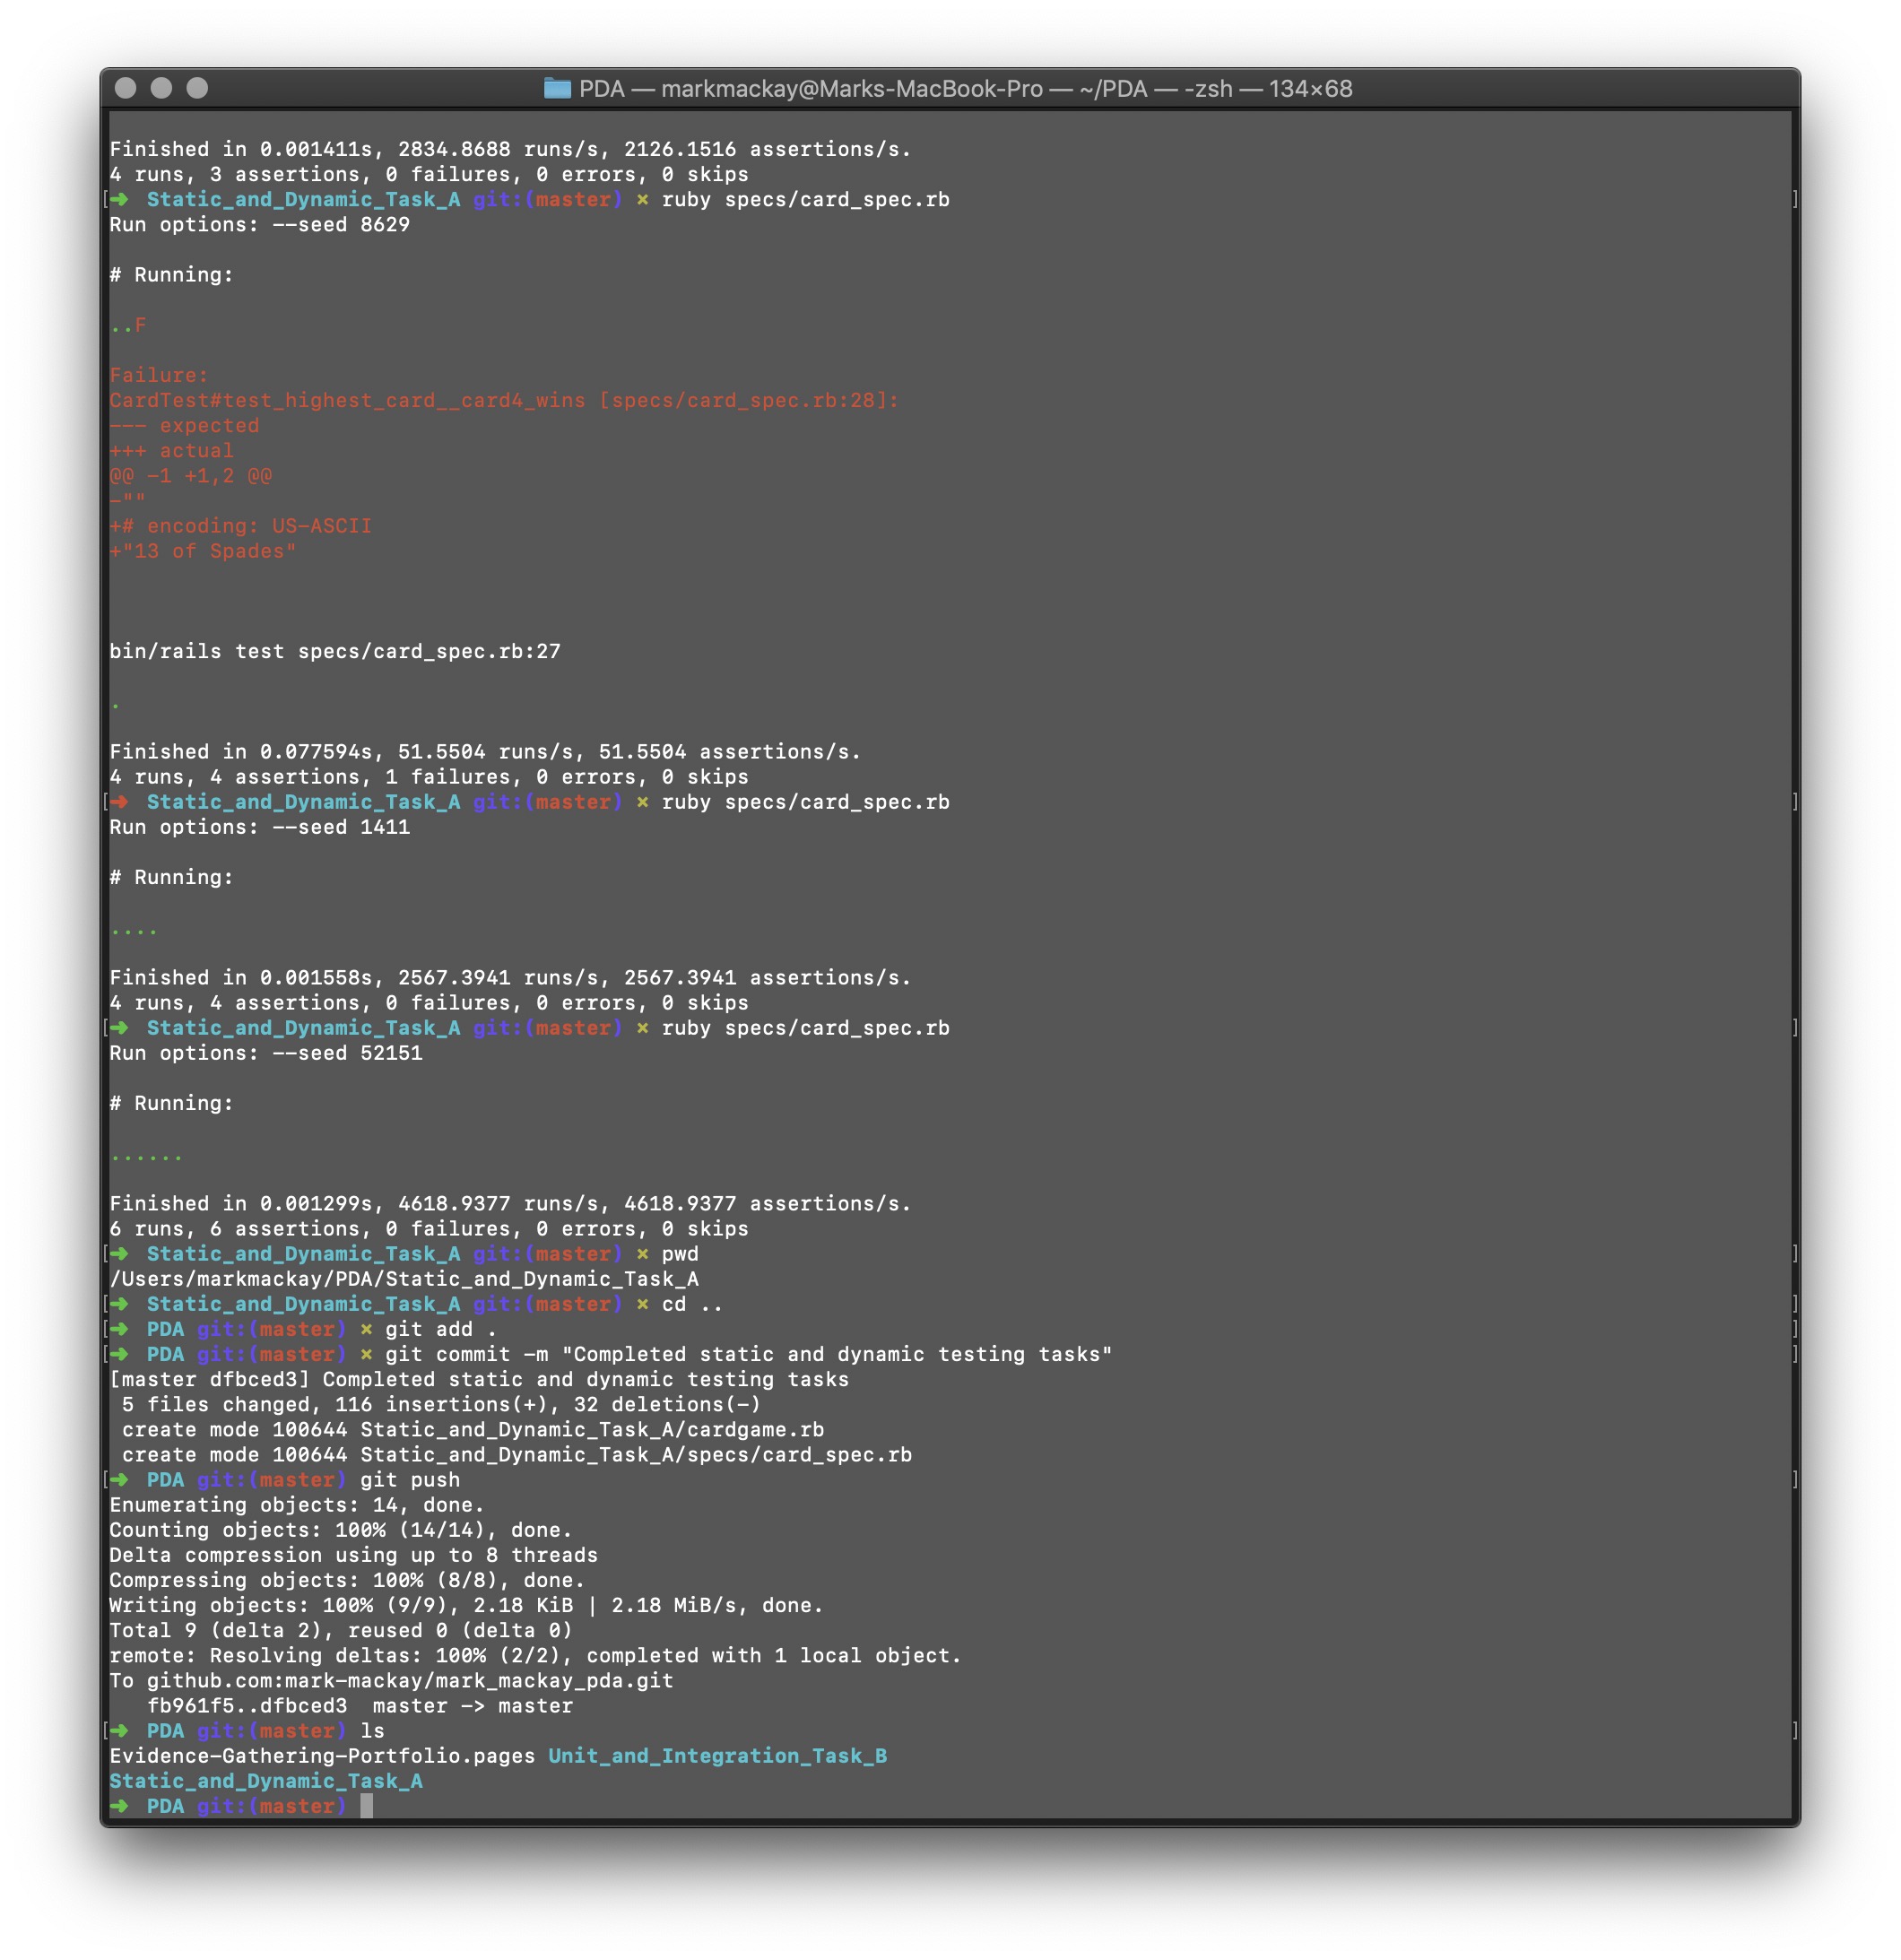 PDA — markmackay@Marks-MacBook-Pro — ~/PDA — -zsh — 134×68
Finished in 0.001411s, 2834.8688 runs/s, 2126.1516 assertions/s.
4 runs, 3 assertions, 0 failures, 0 errors, 0 skips
[➜  Static_and_Dynamic_Task_A git:(master) × ruby specs/card_spec.rb ]
Run options: --seed 8629
# Running:
..F
Failure:
CardTest#test_highest_card__card4_wins [specs/card_spec.rb:28]:
--- expected
+++ actual
@@ -1 +1,2 @@
-""
+# encoding: US-ASCII
+"13 of Spades"
bin/rails test specs/card_spec.rb:27
.
Finished in 0.077594s, 51.5504 runs/s, 51.5504 assertions/s.
4 runs, 4 assertions, 1 failures, 0 errors, 0 skips
[➜  Static_and_Dynamic_Task_A git:(master) × ruby specs/card_spec.rb ]
Run options: --seed 1411
# Running:
....
Finished in 0.001558s, 2567.3941 runs/s, 2567.3941 assertions/s.
4 runs, 4 assertions, 0 failures, 0 errors, 0 skips
[➜  Static_and_Dynamic_Task_A git:(master) × ruby specs/card_spec.rb ]
Run options: --seed 52151
# Running:
......
Finished in 0.001299s, 4618.9377 runs/s, 4618.9377 assertions/s.
6 runs, 6 assertions, 0 failures, 0 errors, 0 skips
[➜  Static_and_Dynamic_Task_A git:(master) × pwd ]
/Users/markmackay/PDA/Static_and_Dynamic_Task_A
[➜  Static_and_Dynamic_Task_A git:(master) × cd .. ]
[➜  PDA git:(master) × git add . ]
[➜  PDA git:(master) × git commit -m "Completed static and dynamic testing tasks" ]
[master dfbced3] Completed static and dynamic testing tasks
 5 files changed, 116 insertions(+), 32 deletions(-)
 create mode 100644 Static_and_Dynamic_Task_A/cardgame.rb
 create mode 100644 Static_and_Dynamic_Task_A/specs/card_spec.rb
[➜  PDA git:(master) git push ]
Enumerating objects: 14, done.
Counting objects: 100% (14/14), done.
Delta compression using up to 8 threads
Compressing objects: 100% (8/8), done.
Writing objects: 100% (9/9), 2.18 KiB | 2.18 MiB/s, done.
Total 9 (delta 2), reused 0 (delta 0)
remote: Resolving deltas: 100% (2/2), completed with 1 local object.
To github.com:mark-mackay/mark_mackay_pda.git
   fb961f5..dfbced3  master -> master
[➜  PDA git:(master) ls ]
Evidence-Gathering-Portfolio.pages Unit_and_Integration_Task_B
Static_and_Dynamic_Task_A
➜  PDA git:(master)